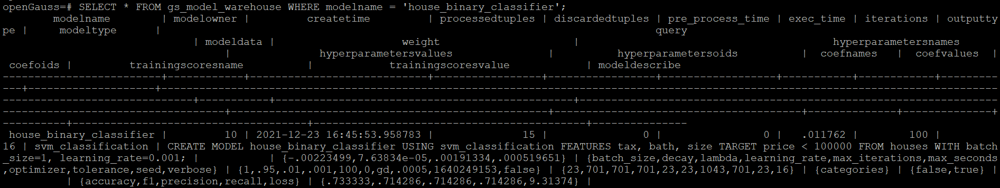 openGauss=# SELECT * FROM gs_model_warehouse WHERE modelname = 'house_binary_classifier';
modelname | modelowner | createtime | processedtuples | discardedtuples | pre_process_time | exec_time | iterations | outputty
pe | modeltype | query
| modeldata | weight | hyperparametersnames
| hyperparametersvalues | hyperparametersoids | coefnames | coefvalues |
coefoids | trainingscoresname | trainingscoresvalue | modeldescribe
-------------------------+------------+----------------------------+-----------------+-----------------+------------------+-----------+------------+---------
---+--------------------+------------------------------------------------------------------------------------------------------------------------------------
------------------------------+-----------+-----------------------------------------------+------------------------------------------------------------------
-----------------------------------+--------------------------------------------------+---------------------------------------+--------------+--------------+
----------+-------------------------------------+-------------------------------------------+---------------
house_binary_classifier | 10 | 2021-12-23 16:45:53.958783 | 15 | 0 | 0 | .011762 | 100 |
16 | svm_classification | CREATE MODEL house_binary_classifier USING svm_classification FEATURES tax, bath, size TARGET price < 100000 FROM houses WITH batch
_size=1, learning_rate=0.001; | | {-.00223499,7.63834e-05,.00191334,.000519651} | {batch_size,decay,lambda,learning_rate,max_iterations,max_seconds
,optimizer,tolerance,seed,verbose} | {1,.95,.01,.001,100,0,gd,.0005,1640249153,false} | {23,701,701,701,23,23,1043,701,23,16} | {categories} | {false,true} |
| {accuracy,f1,precision,recall,loss} | {.733333,.714286,.714286,.714286,9.31374} |